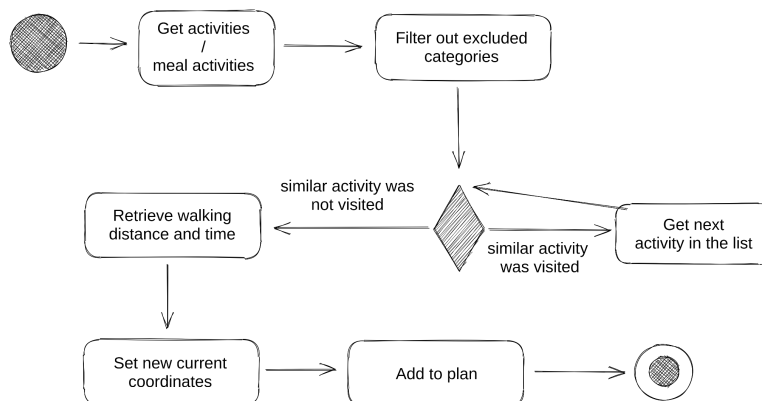 Get activities
/
meal activities
Filter out excluded
categories
similar activity was
not visited
Retrieve walking
distance and time
similar activity
was visited
Get next
activity in the list
Set new current
coordinates
Add to plan